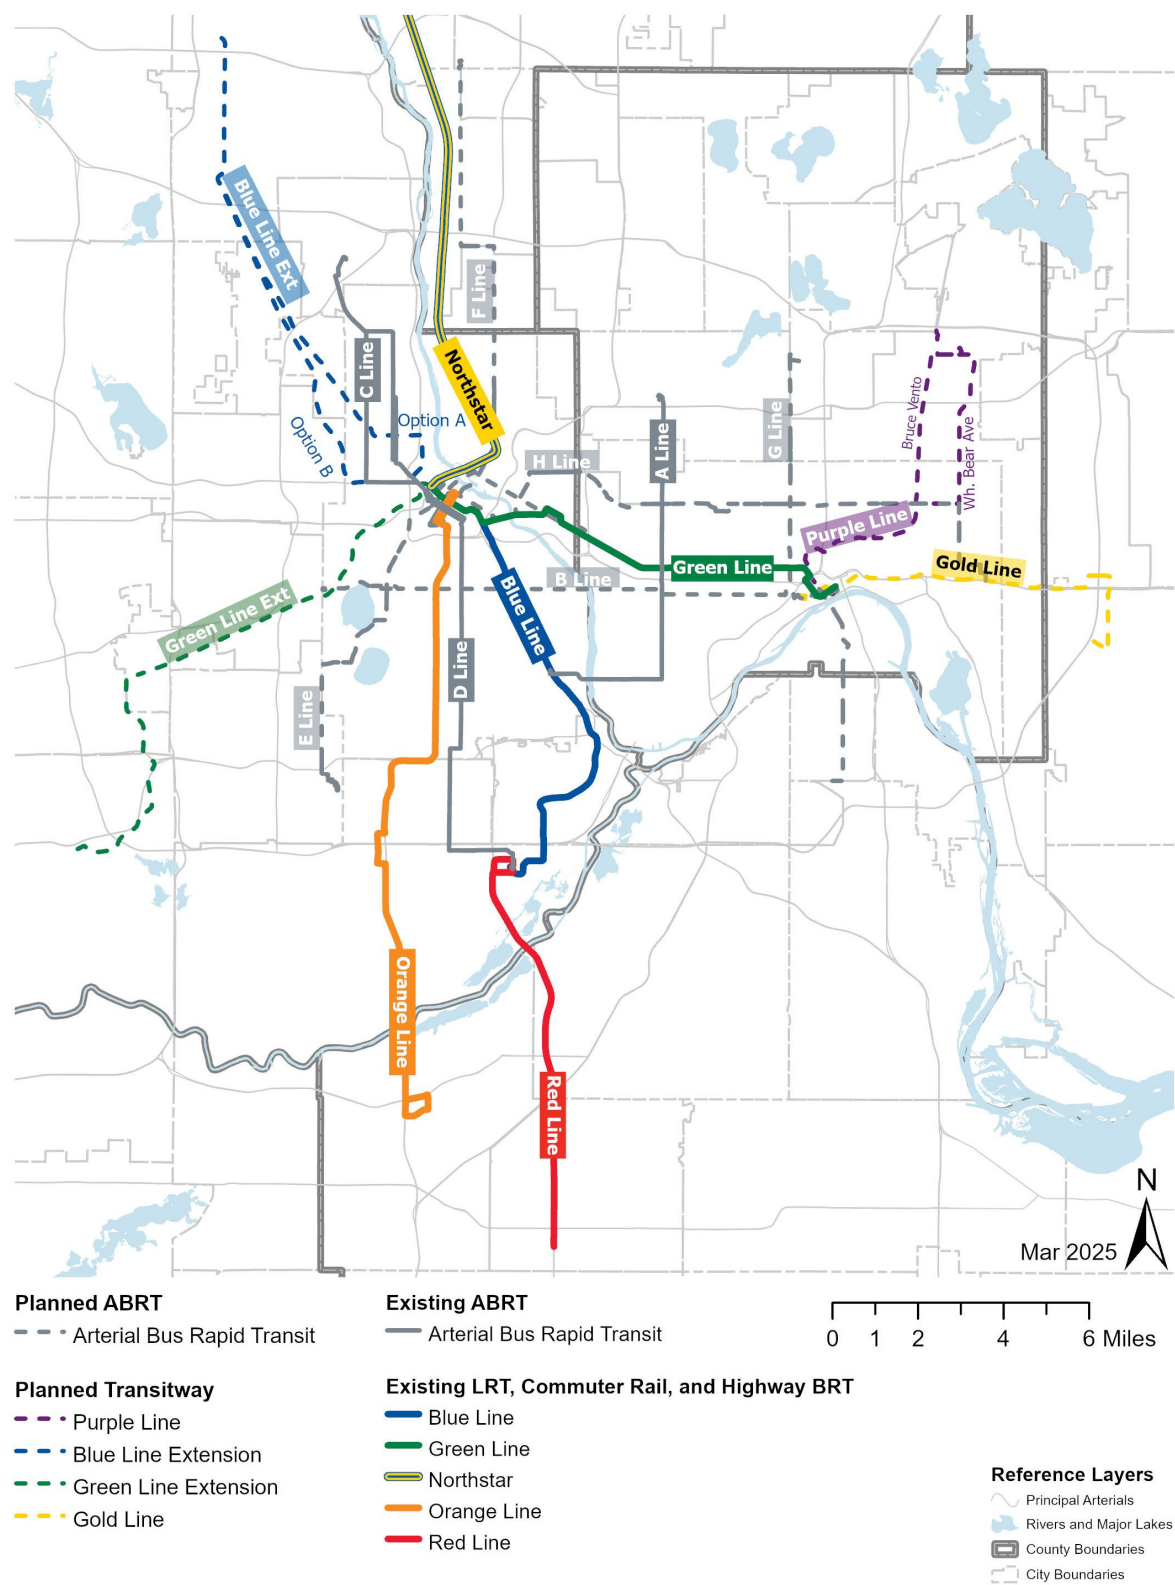 Blue Line Ext
F Line
C Line
Northstar
Option A
Option B
H Line
A Line
G Line
Bruce Vento
Wh. Bear Ave
Purple Line
Gold Line
Green Line
B Line
Blue Line
Green Line Ext
D Line
E Line
Orange Line
Red Line
N
Mar 2025
Planned ABRT
Arterial Bus Rapid Transit
Existing ABRT
Arterial Bus Rapid Transit
0 1 2 4 6 Miles
Planned Transitway
Purple Line
Blue Line Extension
Green Line Extension
Gold Line
Existing LRT, Commuter Rail, and Highway BRT
Blue Line
Green Line
Northstar
Orange Line
Red Line
Reference Layers
Principal Arterials
Rivers and Major Lakes
County Boundaries
City Boundaries